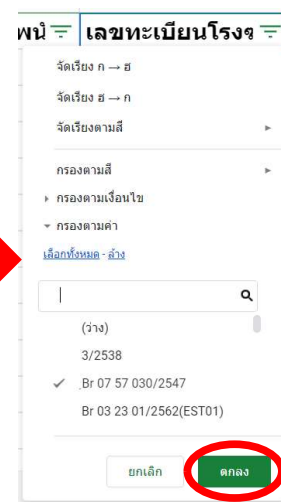 เลขทะเบียนโรงง
จัดเรียง ก → ฮ
จัดเรียง ฮ → ก
จัดเรียงตามสี
กรองตามสี
กรองตามเงื่อนไข
กรองตามค่า
เลือกทั้งหมด - ล้าง
(ว่าง)
3/2538
Br 07 57 030/2547
Br 03 23 01/2562(EST01)
ยกเลิก ตกลง